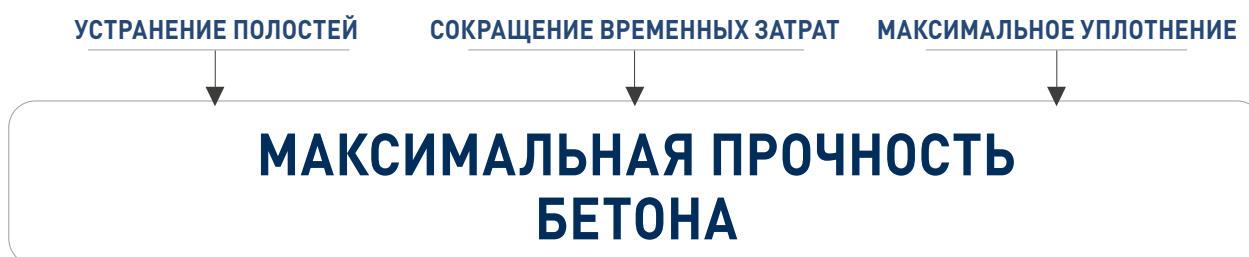 УСТРАНЕНИЕ ПОЛОСТЕЙ
СОКРАЩЕНИЕ ВРЕМЕННЫХ ЗАТРАТ
МАКСИМАЛЬНОЕ УПЛОТНЕНИЕ
МАКСИМАЛЬНАЯ ПРОЧНОСТЬ
БЕТОНА